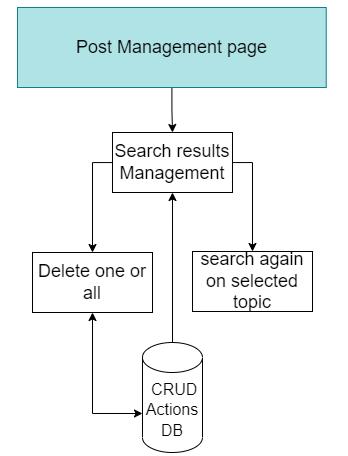 Post Management page
Search results
Management
Delete one or
all
search again
on selected
topic
CRUD
Actions
DB